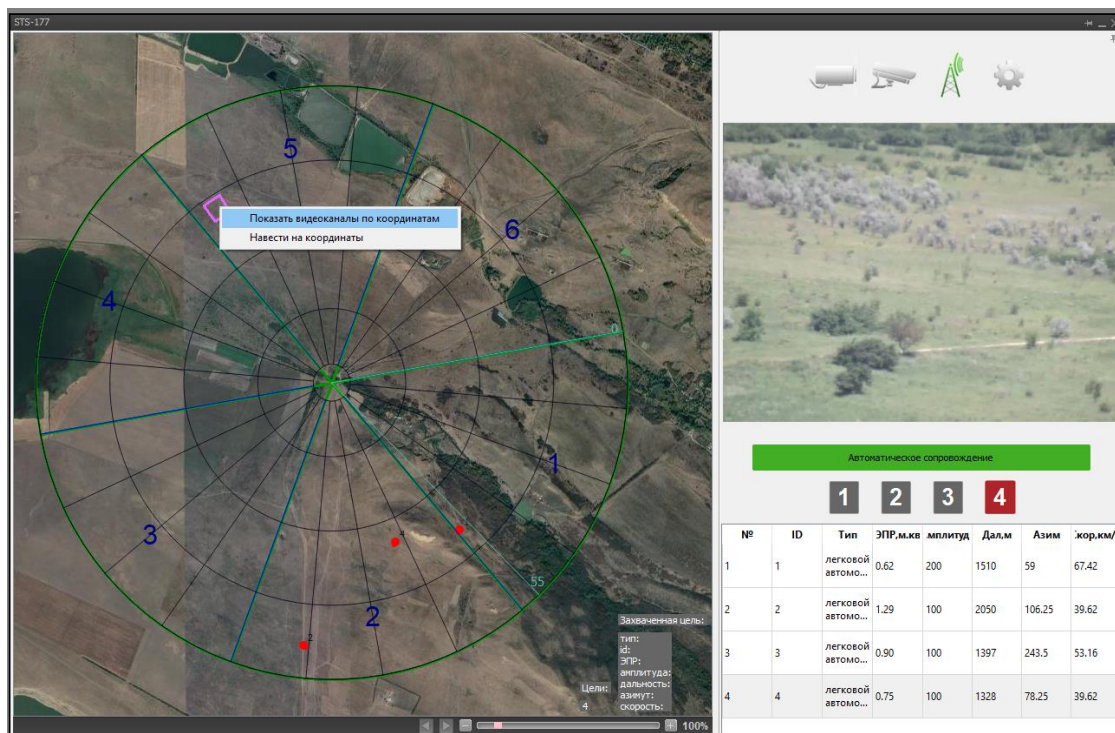 STS-177
5
6
4
Показать видеоканалы по координатам
Навести на координаты
0
1
3
4
55
2
2
Захваченная цель:
тип:
id:
ЭПР:
амплитуда:
дальность:
азимут:
скорость:
Цели:
4
100%
Автоматическое сопровождение
1 2 3 4
№ ID Тип ЭПР,м.кв .мплитуд Дал,м Азим :кор,км/
1 1 легковой автомо... 0.62 200 1510 59 67.42
2 2 легковой автомо... 1.29 100 2050 106.25 39.62
3 3 легковой автомо... 0.90 100 1397 243.5 53.16
4 4 легковой автомо... 0.75 100 1328 78.25 39.62